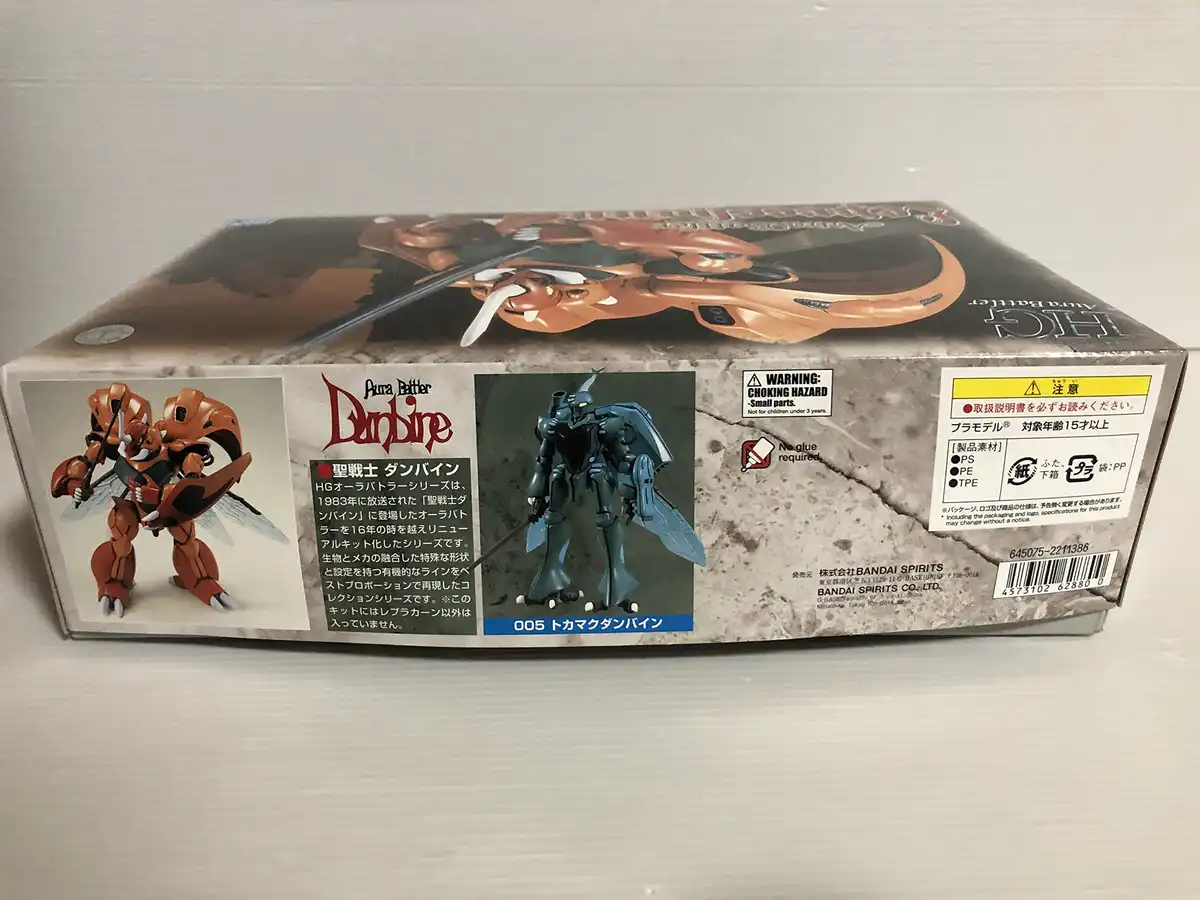 Aura Battler
HG
Aura Battler
Aura Battler
Dunbine
■聖戦士 ダンバイン
HGオーラバトラーシリーズは、
1983年に放送された「聖戦士ダ
ンバイン」に登場したオーラバト
ラーを16年の時を越えリニュー
アルキット化したシリーズです。
生物とメカの融合した特殊な形状
と設定を持つ有機的なラインをベ
ストプロポーションで再現したコ
レクションシリーズです。※この
キットにはレプラカーン以外は
入っていません。
005 トカマクダンバイン
WARNING:
CHOKING HAZARD
-Small parts.
Not for children under 3 years.
No glue
required.
注意
ちゅうい
●取扱説明書を必ずお読みください。
プラモデル® 対象年齢15才以上
[製品素材]
●PS
●PE
●TPE
紙
ふた、
下箱
プラ
袋:PP
※パッケージ、ロゴ及び商品の仕様は、予告無く変更する場合があります。
* Including the packaging and logo, specifications for this product
may change without a notice.
645075-2211386
4573102 62880 0
発売元 株式会社BANDAI SPIRITS
BANDAI SPIRITS CO., LTD.